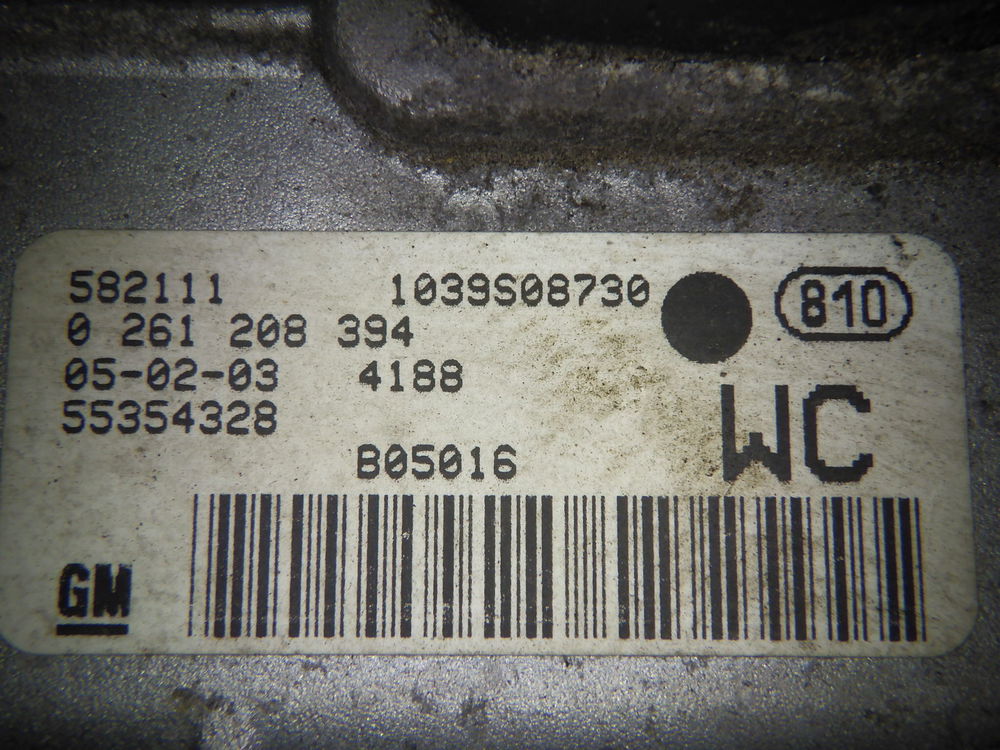 582111 1039S08730 810
0 261 208 394
05-02-03 4188
55354328 WC
B05016
GM